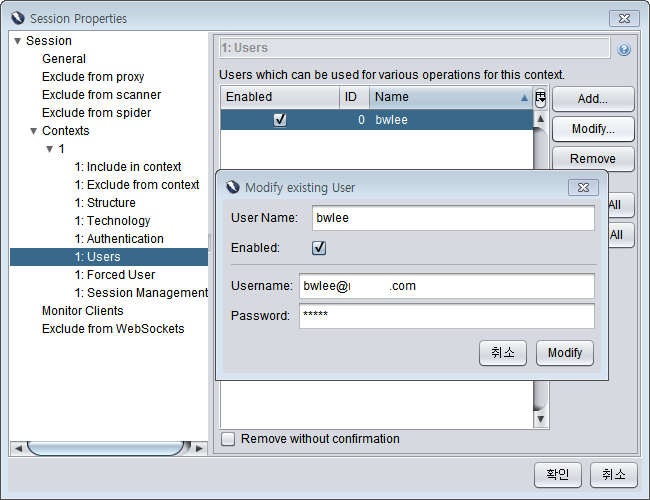 Session Properties
Session
General
Exclude from proxy
Exclude from scanner
Exclude from spider
Contexts
1
1: Include in context
1: Exclude from context
1: Structure
1: Technology
1: Authentication
1: Users
1: Forced User
1: Session Management
Monitor Clients
Exclude from WebSockets
1: Users
Users which can be used for various operations for this context.
Enabled ID Name
0 bwlee
Add...
Modify...
Remove
All
All
Modify existing User
User Name: bwlee
Enabled:
Username: bwlee@ .com
Password: *****
취소 Modify
Remove without confirmation
확인 취소